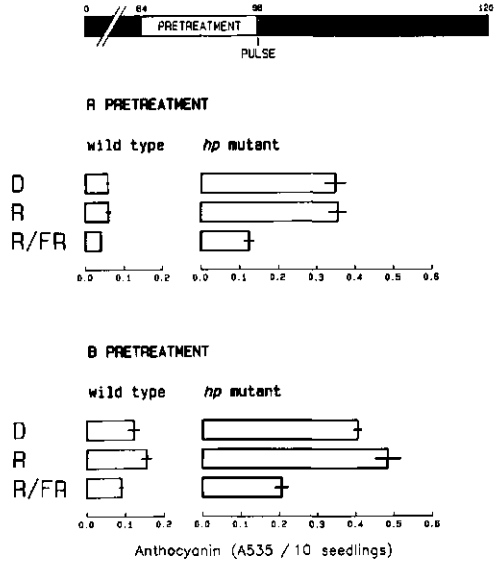 0 64 96 120
PRETREATMENT
PULSE
R PRETREATMENT
wild type hp mutant
D
R
R/FR
0.0 0.1 0.2 0.0 0.1 0.2 0.3 0.4 0.5 0.6
B PRETREATMENT
wild type hp mutant
D
R
R/FR
0.0 0.1 0.2 0.0 0.1 0.2 0.3 0.4 0.5 0.6
Anthocyanin (A535 / 10 seedlings)